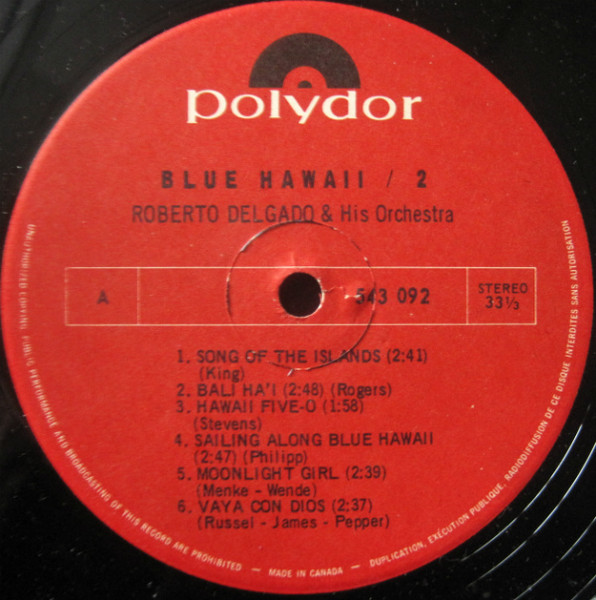 polydor
BLUE HAWAII / 2
ROBERTO DELGADO & His Orchestra
A
543 092
STEREO
33⅓
1. SONG OF THE ISLANDS (2:41)
(King)
2. BALI HA'I (2:48) (Rogers)
3. HAWAII FIVE-O (1:58)
(Stevens)
4. SAILING ALONG BLUE HAWAII
(2:47) (Philipp)
5. MOONLIGHT GIRL (2:39)
(Menke - Wende)
6. VAYA CON DIOS (2:37)
(Russel - James - Pepper)
UNAUTHORIZED COPYING, PUBLIC PERFORMANCE AND BROADCASTING OF THIS RECORD ARE PROHIBITED — MADE IN CANADA — DUPLICATION, EXÉCUTION PUBLIQUE, RADIODIFFUSION DE CE DISQUE INTERDITES SANS AUTORISATION